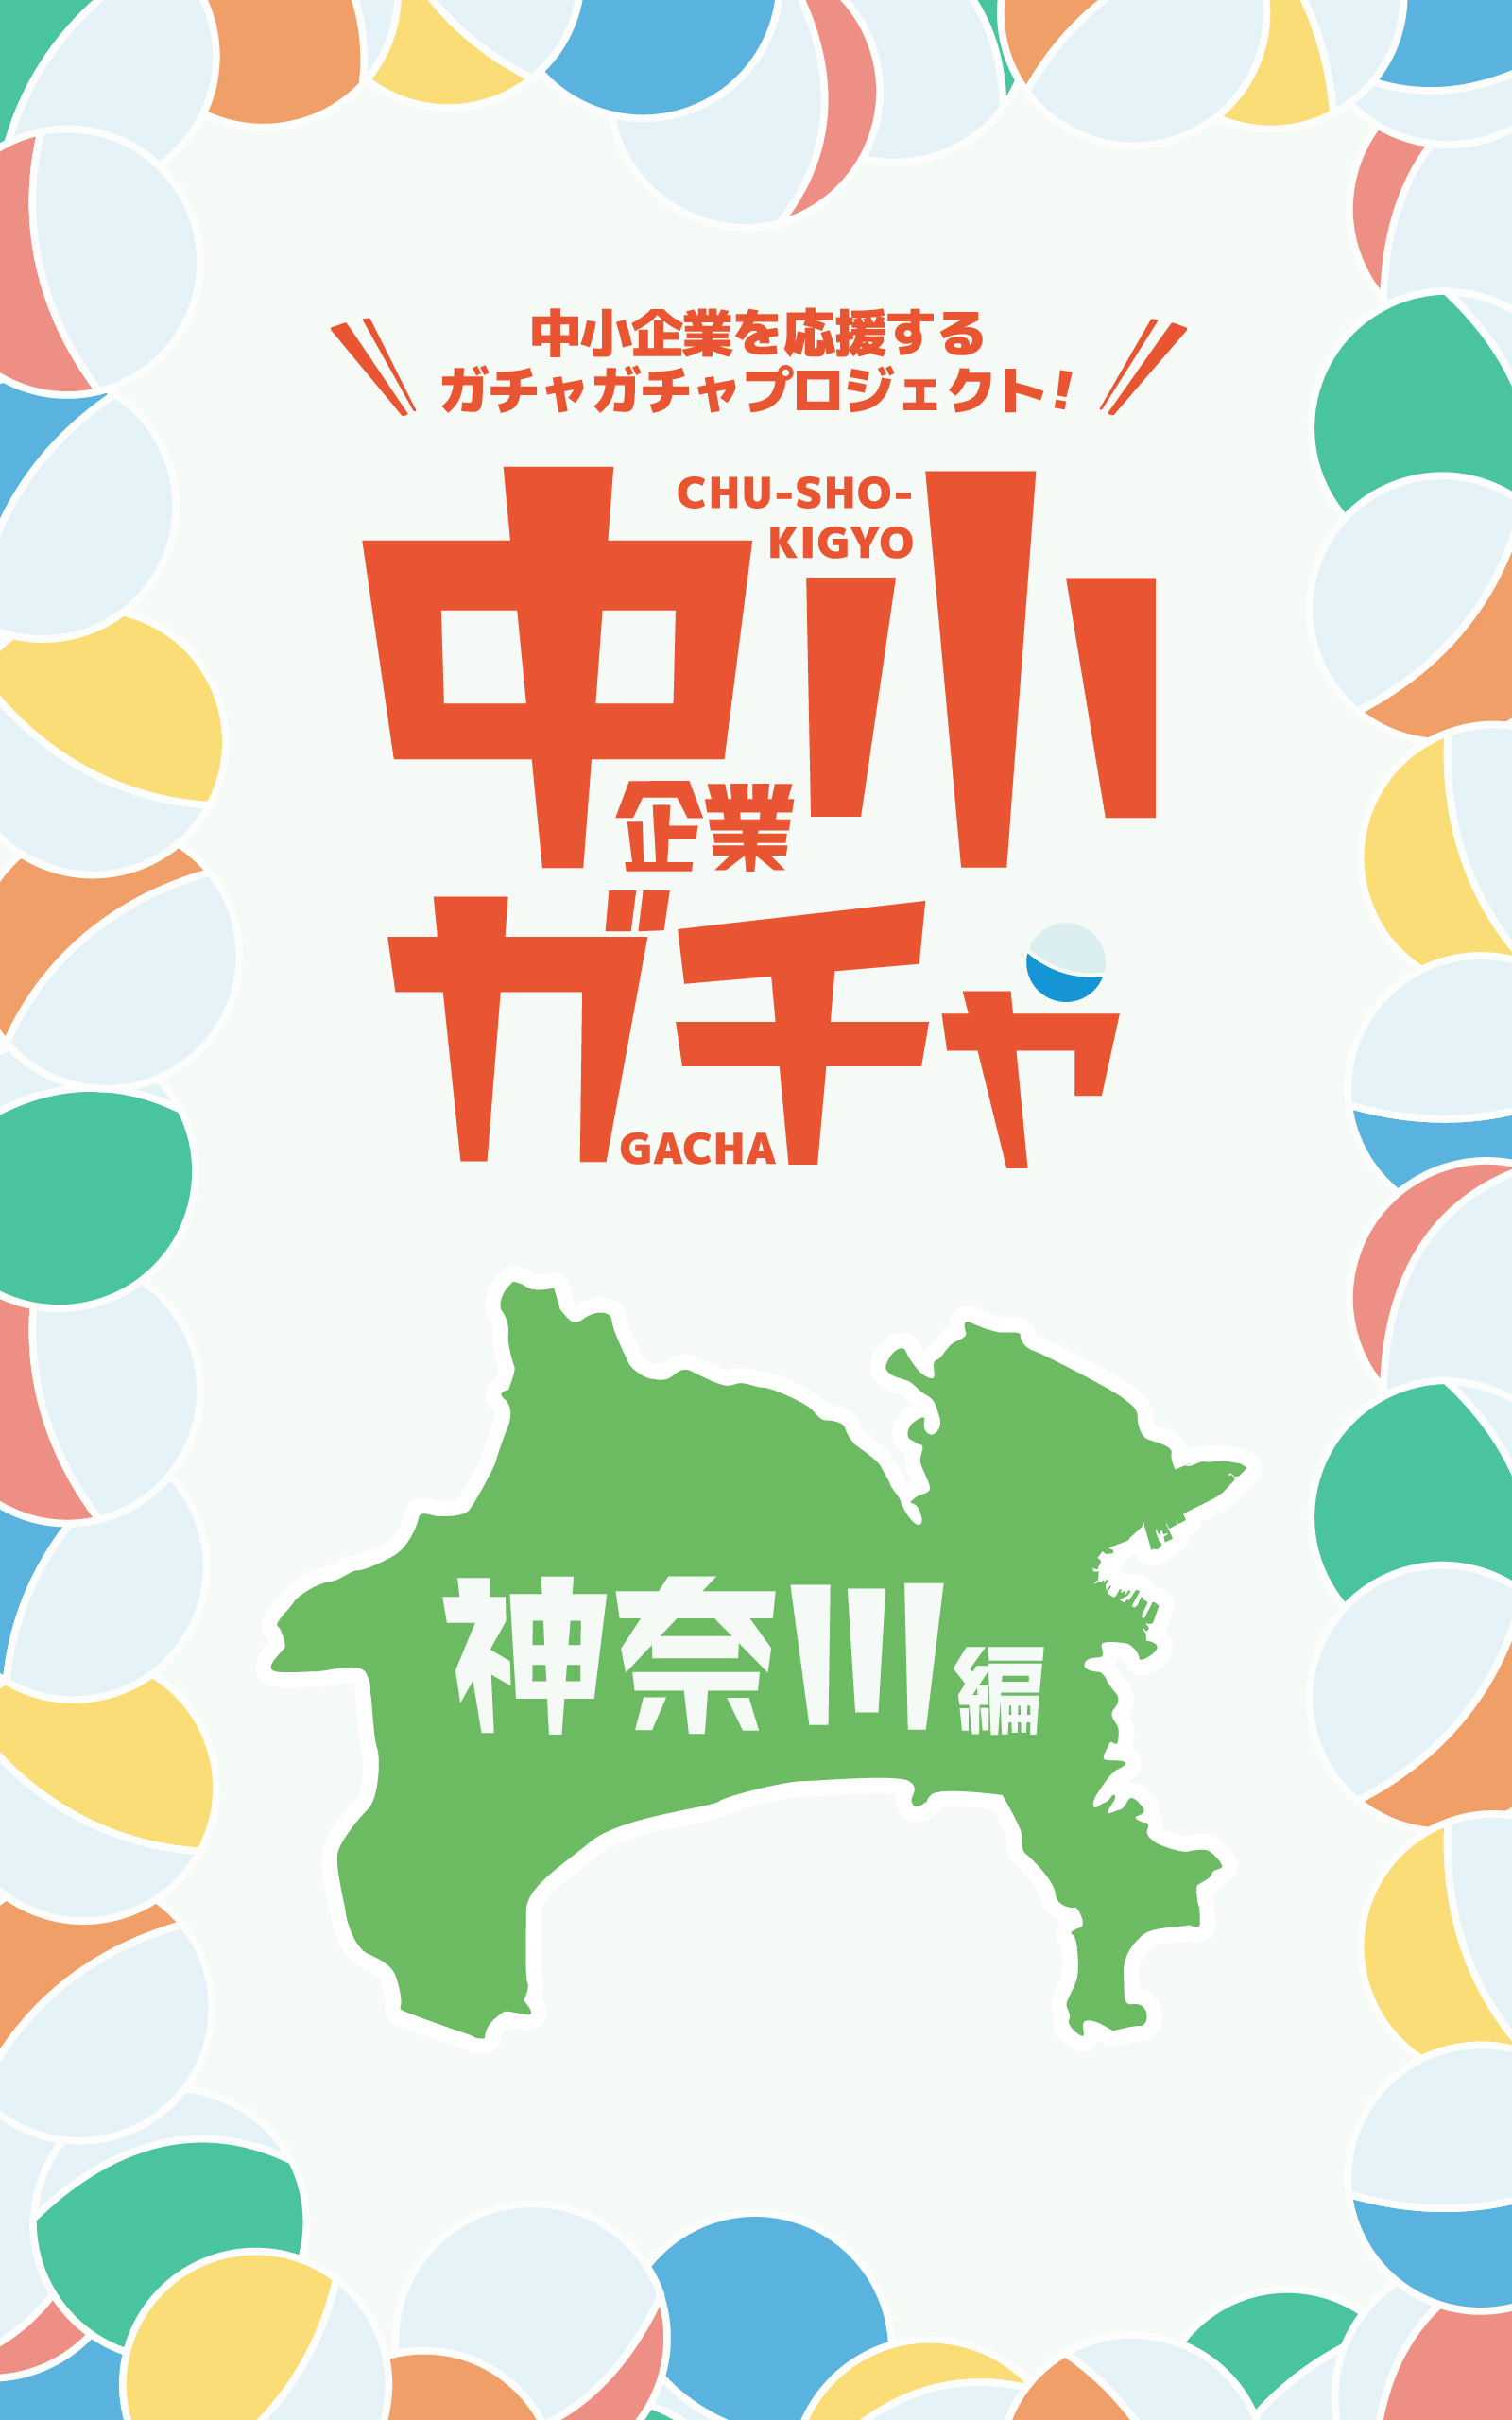 中小企業を応援する
ガチャガチャプロジェクト!
CHU-SHO-
KIGYO
中小
企業
ガチャ
GACHA
神奈川編